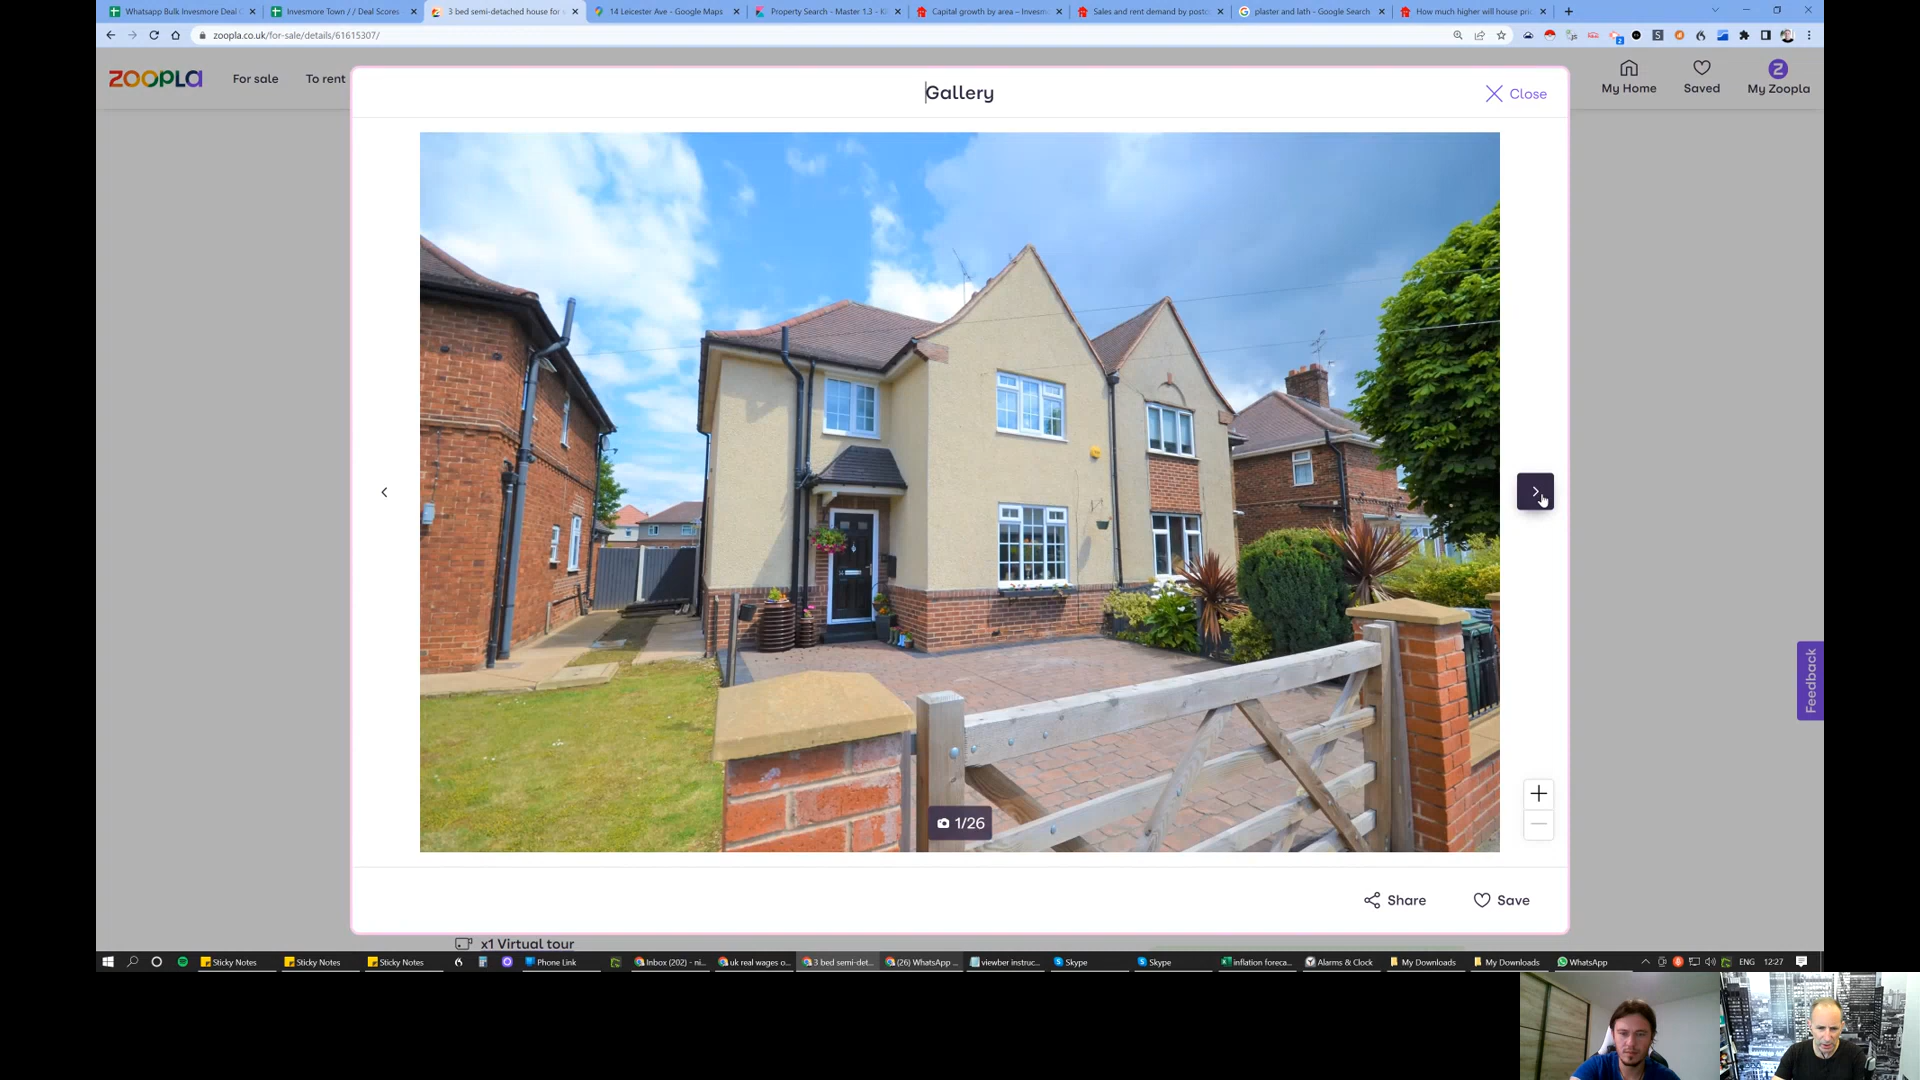 Whatsapp Bulk Invesmore Deal
Invesmore Town // Deal Scores
3 bed semi-detached house for s
14 Leicester Ave - Google Maps
Property Search - Master 1.3 - Ki
Capital growth by area – Invesm
Sales and rent demand by postc
plaster and lath - Google Search
How much higher will house pric
zoopla.co.uk/for-sale/details/61615307/
zoopla
For sale
To rent
Gallery
Close
My Home
Saved
My Zoopla
Feedback
1/26
Share
Save
x1 Virtual tour
Sticky Notes
Sticky Notes
Sticky Notes
Phone Link
Inbox (202) - ni...
uk real wages o...
3 bed semi-det...
(26) WhatsApp ...
viewber instruc...
Skype
Skype
inflation foreca...
Alarms & Clock
My Downloads
My Downloads
WhatsApp
ENG
12:27